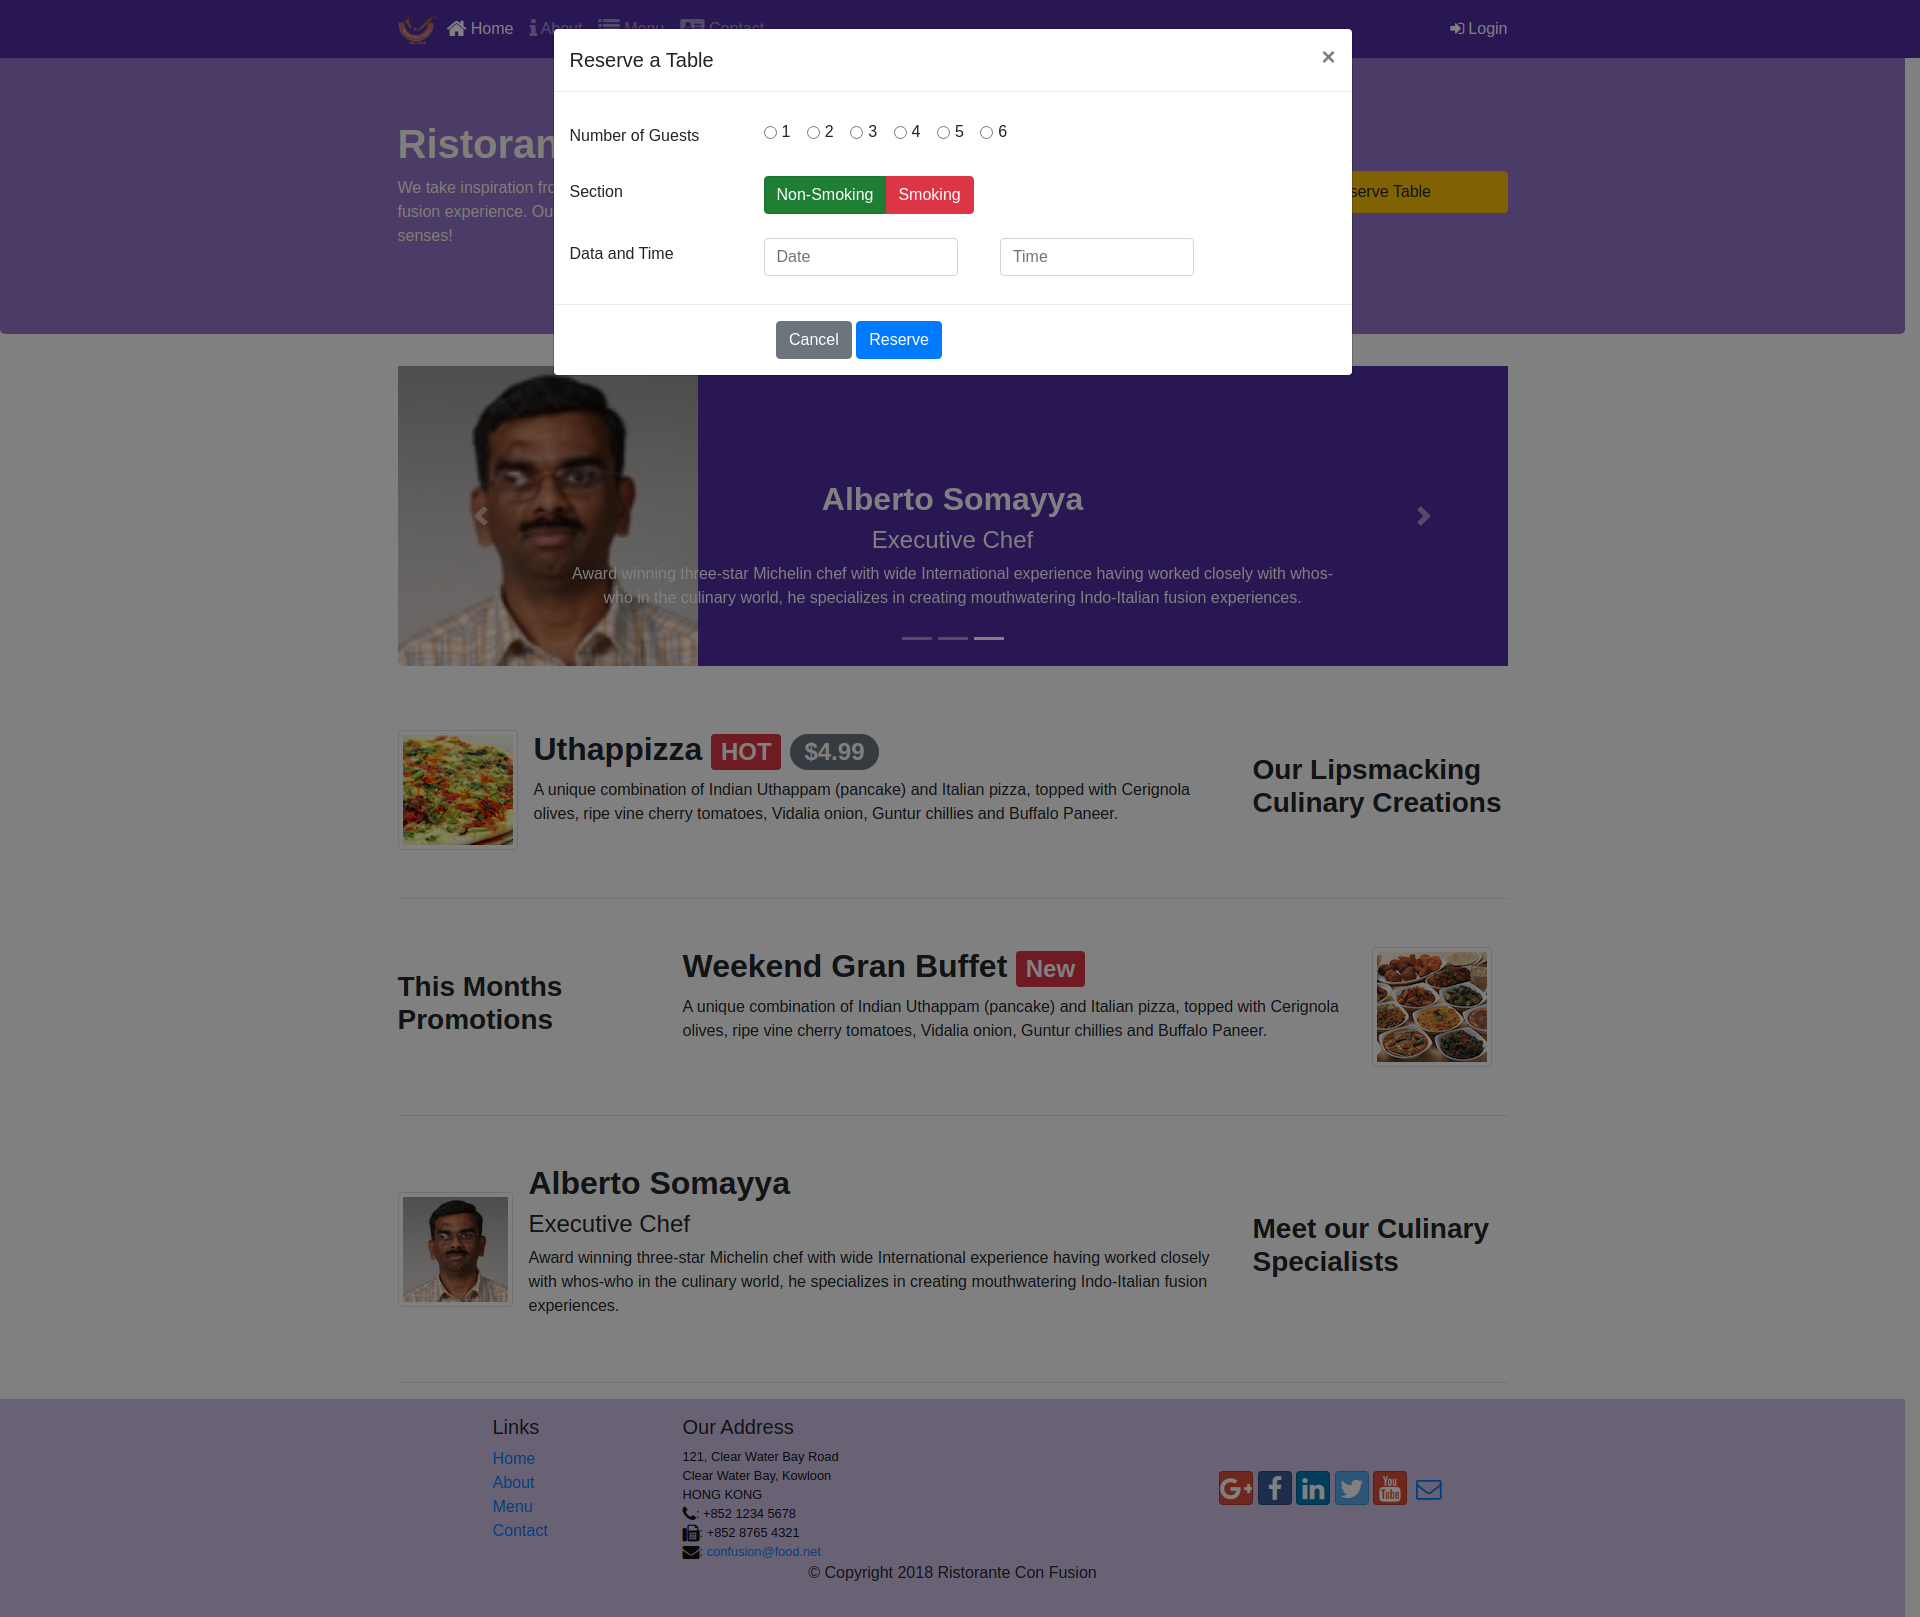 Home About Menu Contact Login
Reserve a Table ×
Number of Guests 1 2 3 4 5 6
Section Non-Smoking Smoking
Data and Time Date Time
Cancel Reserve
Ristoran
We take inspiration fro
fusion experience. Ou
senses!
serve Table
Alberto Somayya
Executive Chef
Award winning three-star Michelin chef with wide International experience having worked closely with whos-
who in the culinary world, he specializes in creating mouthwatering Indo-Italian fusion experiences.
Uthappizza HOT $4.99
A unique combination of Indian Uthappam (pancake) and Italian pizza, topped with Cerignola
olives, ripe vine cherry tomatoes, Vidalia onion, Guntur chillies and Buffalo Paneer.
Our Lipsmacking
Culinary Creations
This Months
Promotions
Weekend Gran Buffet New
A unique combination of Indian Uthappam (pancake) and Italian pizza, topped with Cerignola
olives, ripe vine cherry tomatoes, Vidalia onion, Guntur chillies and Buffalo Paneer.
Alberto Somayya
Executive Chef
Award winning three-star Michelin chef with wide International experience having worked closely
with whos-who in the culinary world, he specializes in creating mouthwatering Indo-Italian fusion
experiences.
Meet our Culinary
Specialists
Links
Home
About
Menu
Contact
Our Address
121, Clear Water Bay Road
Clear Water Bay, Kowloon
HONG KONG
: +852 1234 5678
: +852 8765 4321
: confusion@food.net
You
Tube
© Copyright 2018 Ristorante Con Fusion